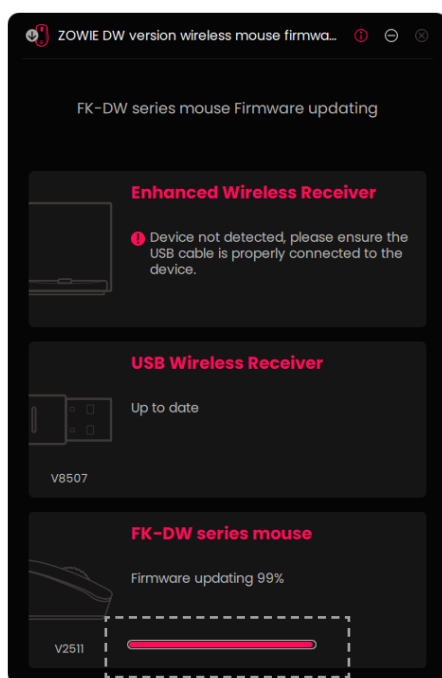 ZOWIE DW version wireless mouse firmwa...
FK-DW series mouse Firmware updating
Enhanced Wireless Receiver
Device not detected, please ensure the
USB cable is properly connected to the
device.
USB Wireless Receiver
Up to date
V8507
FK-DW series mouse
Firmware updating 99%
V2511